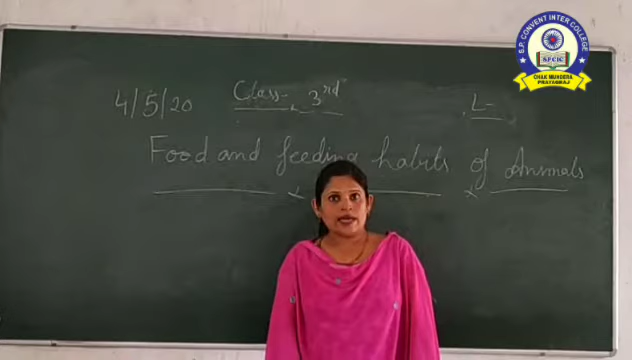 4/5/20 Class- 3rd L-
Food and feeding habits of Animals
S.P. CONVENT INTER COLLEGE
SPCIC
CHAK MUNDERA
PRAYAGRAJ